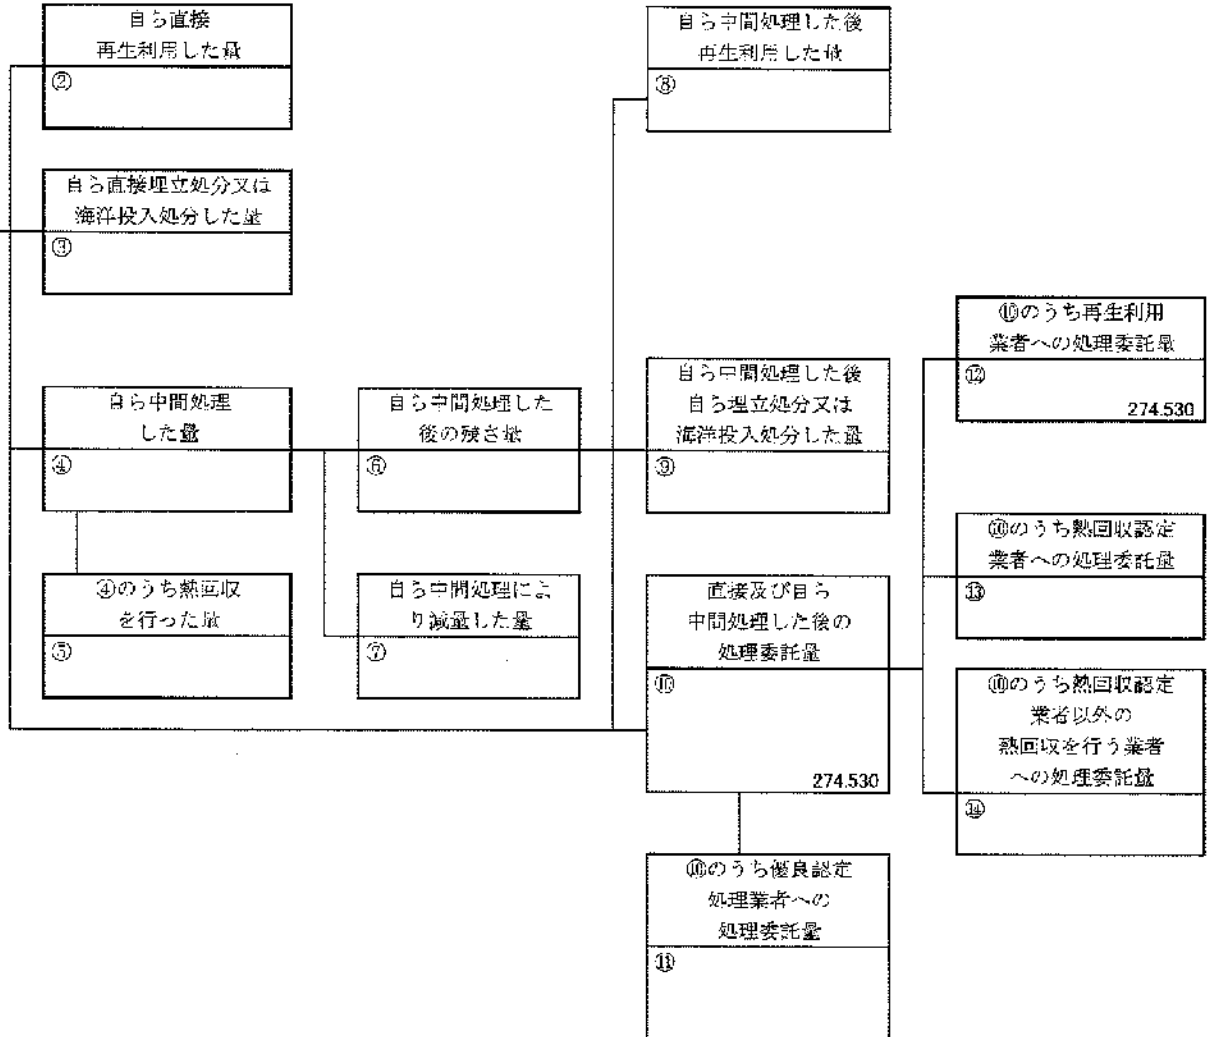 自ら直接
再生利用した量
②
自ら中間処理した後
再生利用した量
⑧
自ら直接埋立処分又は
海洋投入処分した量
③
⑩のうち再生利用
業者への処理委託量
⑫
274.530
自ら中間処理
した量
④
自ら中間処理した
後の残さ量
⑥
自ら中間処理した後
自ら埋立処分又は
海洋投入処分した量
⑨
⑩のうち熱回収認定
業者への処理委託量
⑬
④のうち熱回収
を行った量
⑤
自ら中間処理によ
り減量した量
⑦
直接及び自ら
中間処理した後の
処理委託量
⑩
274.530
⑩のうち熱回収認定
業者以外の
熱回収を行う業者
への処理委託量
⑭
⑩のうち優良認定
処理業者への
処理委託量
⑪